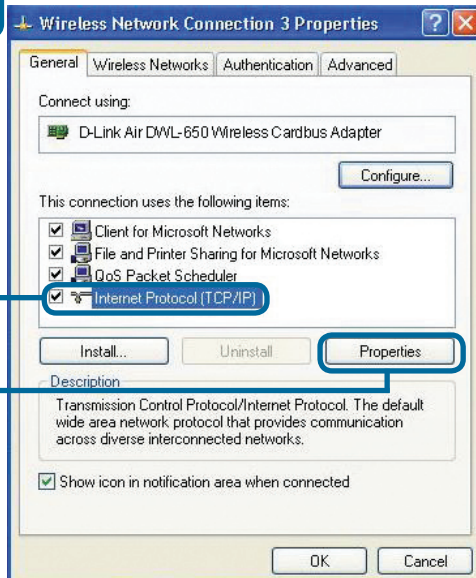 Wireless Network Connection 3 Properties
General Wireless Networks Authentication Advanced
Connect using:
D-Link Air DWL-650 Wireless Cardbus Adapter
Configure...
This connection uses the following items:
Client for Microsoft Networks
File and Printer Sharing for Microsoft Networks
QoS Packet Scheduler
Internet Protocol (TCP/IP)
Install... Uninstall Properties
Description
Transmission Control Protocol/Internet Protocol. The default
wide area network protocol that provides communication
across diverse interconnected networks.
Show icon in notification area when connected
OK Cancel